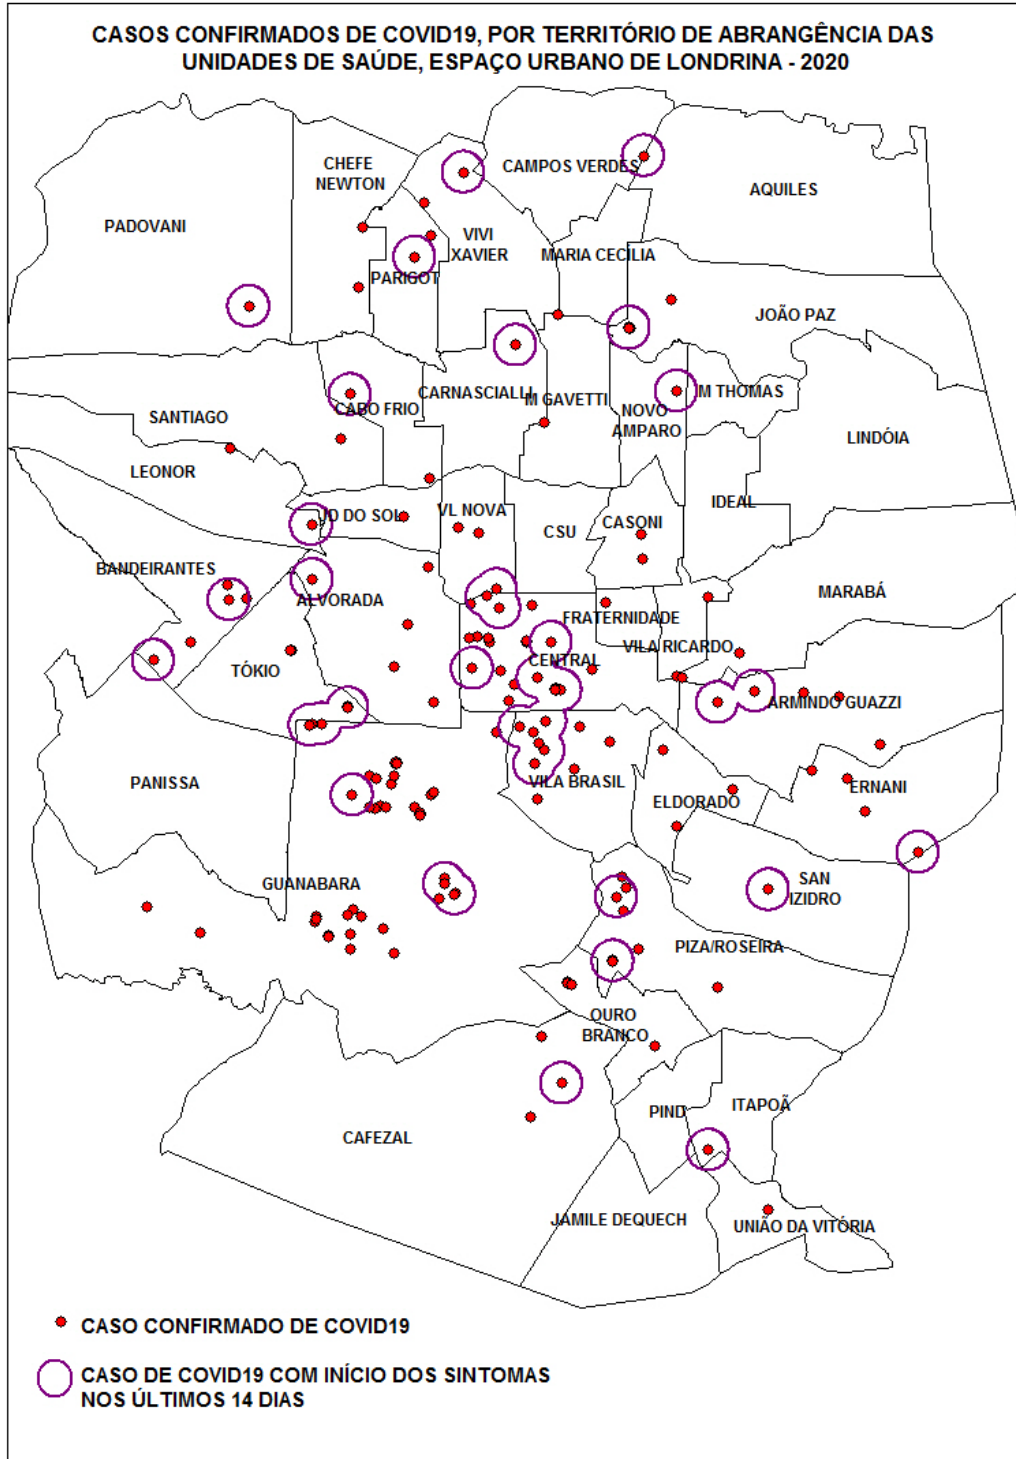 CASOS CONFIRMADOS DE COVID19, POR TERRITÓRIO DE ABRANGÊNCIA DAS
UNIDADES DE SAÚDE, ESPAÇO URBANO DE LONDRINA - 2020
CHEFE
NEWTON
CAMPOS VERDES
AQUILES
PADOVANI
VIVI
XAVIER
MARIA CECÍLIA
PARIGOT
JOÃO PAZ
CARNASCIALLI
M GAVETTI
M THOMAS
SANTIAGO
CABO FRIO
NOVO
AMPARO
LINDÓIA
LEONOR
IDEAL
JD DO SOL
VL NOVA
CSU
CASONI
BANDEIRANTES
ALVORADA
MARABÁ
FRATERNIDADE
VILA RICARDO
TÓKIO
CENTRAL
ARMINDO GUAZZI
PANISSA
VILA BRASIL
ELDORADO
ERNANI
GUANABARA
SAN
IZIDRO
PIZA/ROSEIRA
OURO
BRANCO
PIND
ITAPOÃ
CAFEZAL
JAMILE DEQUECH
UNIÃO DA VITÓRIA
CASO CONFIRMADO DE COVID19
CASO DE COVID19 COM INÍCIO DOS SINTOMAS
NOS ÚLTIMOS 14 DIAS